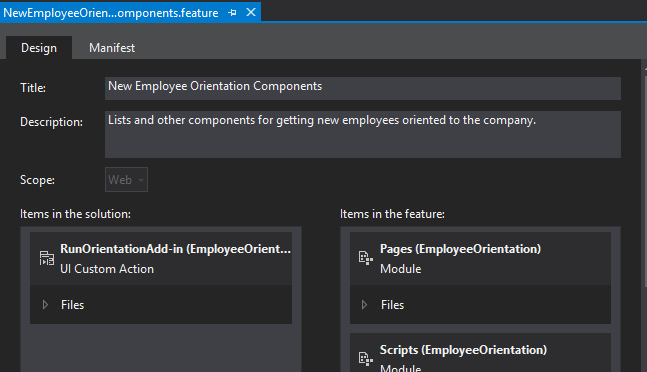 NewEmployeeOrien...omponents.feature
Design Manifest
Title: New Employee Orientation Components
Description: Lists and other components for getting new employees oriented to the company.
Scope: Web
Items in the solution: Items in the feature:
RunOrientationAdd-in (EmployeeOrient...
UI Custom Action
Files
Pages (EmployeeOrientation)
Module
Files
Scripts (EmployeeOrientation)
Module